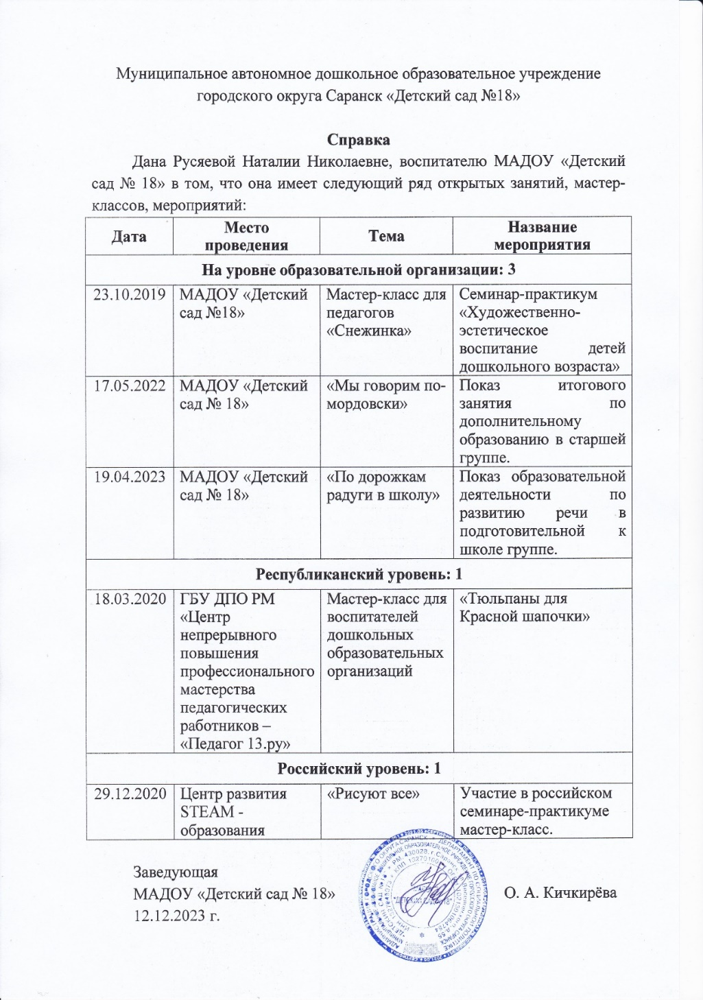 Муниципальное автономное дошкольное образовательное учреждение
городского округа Саранск «Детский сад №18»
Справка
Дана Русяевой Наталии Николаевне, воспитателю МАДОУ «Детский
сад № 18» в том, что она имеет следующий ряд открытых занятий, мастер-
классов, мероприятий:
Дата
Место
проведения
Тема
Название
мероприятия
На уровне образовательной организации: 3
23.10.2019
МАДОУ «Детский
сад №18»
Мастер-класс для
педагогов
«Снежинка»
Семинар-практикум
«Художественно-
эстетическое
воспитание детей
дошкольного возраста»
17.05.2022
МАДОУ «Детский
сад № 18»
«Мы говорим по-
мордовски»
Показ итогового
занятия по
дополнительному
образованию в старшей
группе.
19.04.2023
МАДОУ «Детский
сад № 18»
«По дорожкам
радуги в школу»
Показ образовательной
деятельности по
развитию речи в
подготовительной к
школе группе.
Республиканский уровень: 1
18.03.2020
ГБУ ДПО РМ
«Центр
непрерывного
повышения
профессионального
мастерства
педагогических
работников –
«Педагог 13.ру»
Мастер-класс для
воспитателей
дошкольных
образовательных
организаций
«Тюльпаны для
Красной шапочки»
Российский уровень: 1
29.12.2020
Центр развития
STEAM -
образования
«Рисуют все»
Участие в российском
семинаре-практикуме
мастер-класс.
Заведующая
МАДОУ «Детский сад № 18»
12.12.2023 г.
О. А. Кичкирёва